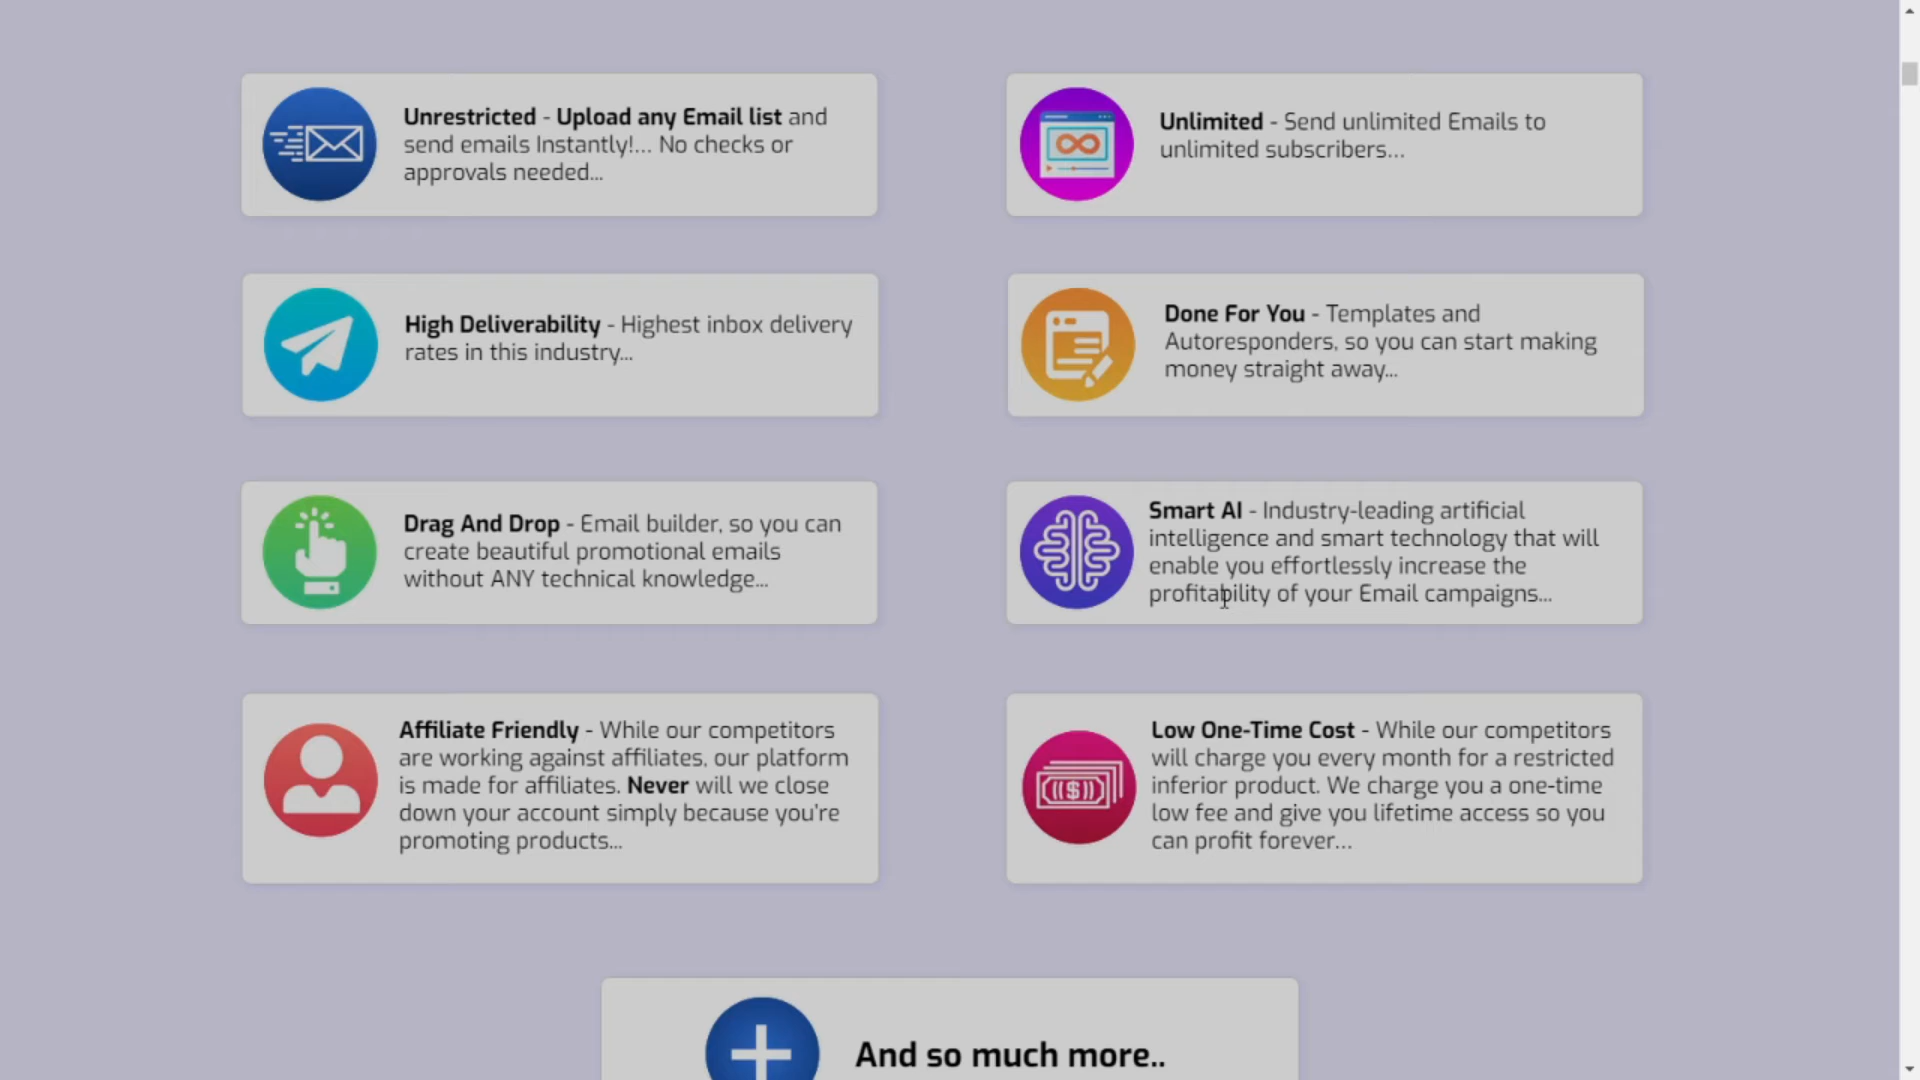 Unrestricted - Upload any Email list and
send emails Instantly!... No checks or
approvals needed...
Unlimited - Send unlimited Emails to
unlimited subscribers...
High Deliverability - Highest inbox delivery
rates in this industry...
Done For You - Templates and
Autoresponders, so you can start making
money straight away...
Drag And Drop - Email builder, so you can
create beautiful promotional emails
without ANY technical knowledge...
Smart AI - Industry-leading artificial
intelligence and smart technology that will
enable you effortlessly increase the
profitability of your Email campaigns...
Affiliate Friendly - While our competitors
are working against affiliates, our platform
is made for affiliates. Never will we close
down your account simply because you're
promoting products...
Low One-Time Cost - While our competitors
will charge you every month for a restricted
inferior product. We charge you a one-time
low fee and give you lifetime access so you
can profit forever...
And so much more..